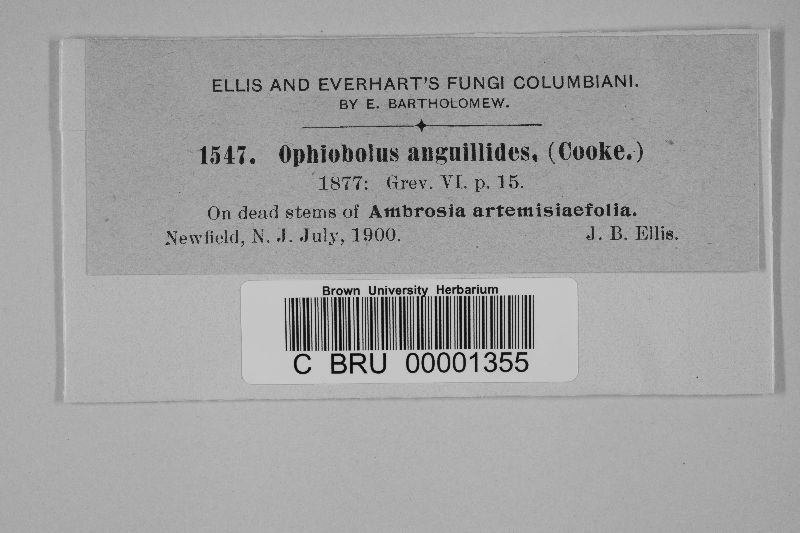 ELLIS AND EVERHART'S FUNGI COLUMBIANI.
BY E. BARTHOLOMEW.
1547. Ophiobolus anguillides, (Cooke.)
1877: Grev. VI. p. 15.
On dead stems of Ambrosia artemisiaefolia.
Newfield, N. J. July, 1900. J. B. Ellis.
Brown University Herbarium
C BRU 00001355